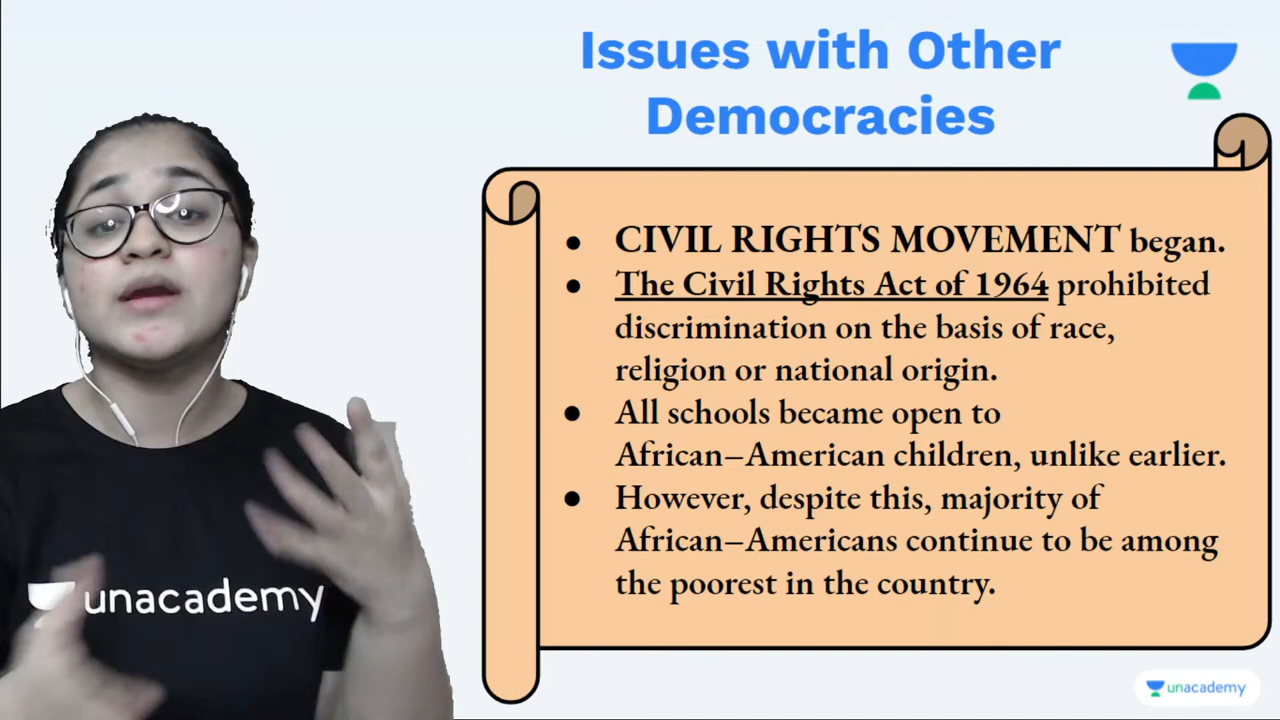 Issues with Other
Democracies
● CIVIL RIGHTS MOVEMENT began.
● The Civil Rights Act of 1964 prohibited
discrimination on the basis of race,
religion or national origin.
● All schools became open to
African–American children, unlike earlier.
● However, despite this, majority of
African–Americans continue to be among
the poorest in the country.
unacademy
unacademy